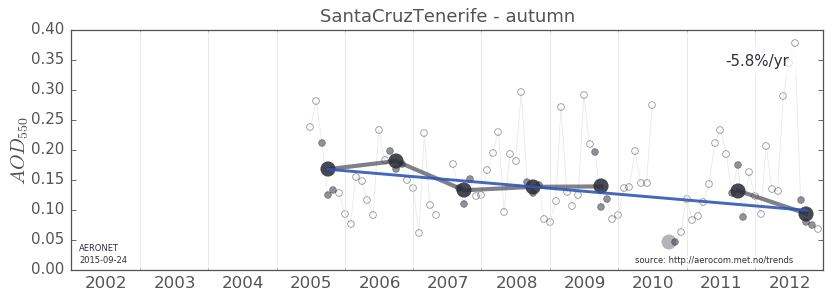 SantaCruzTenerife - autumn
0.40
0.35
0.30
0.25
0.20
0.15
0.10
0.05
0.00
AOD550
-5.8%/yr
AERONET
2015-09-24
source: http://aerocom.met.no/trends
2002 2003 2004 2005 2006 2007 2008 2009 2010 2011 2012